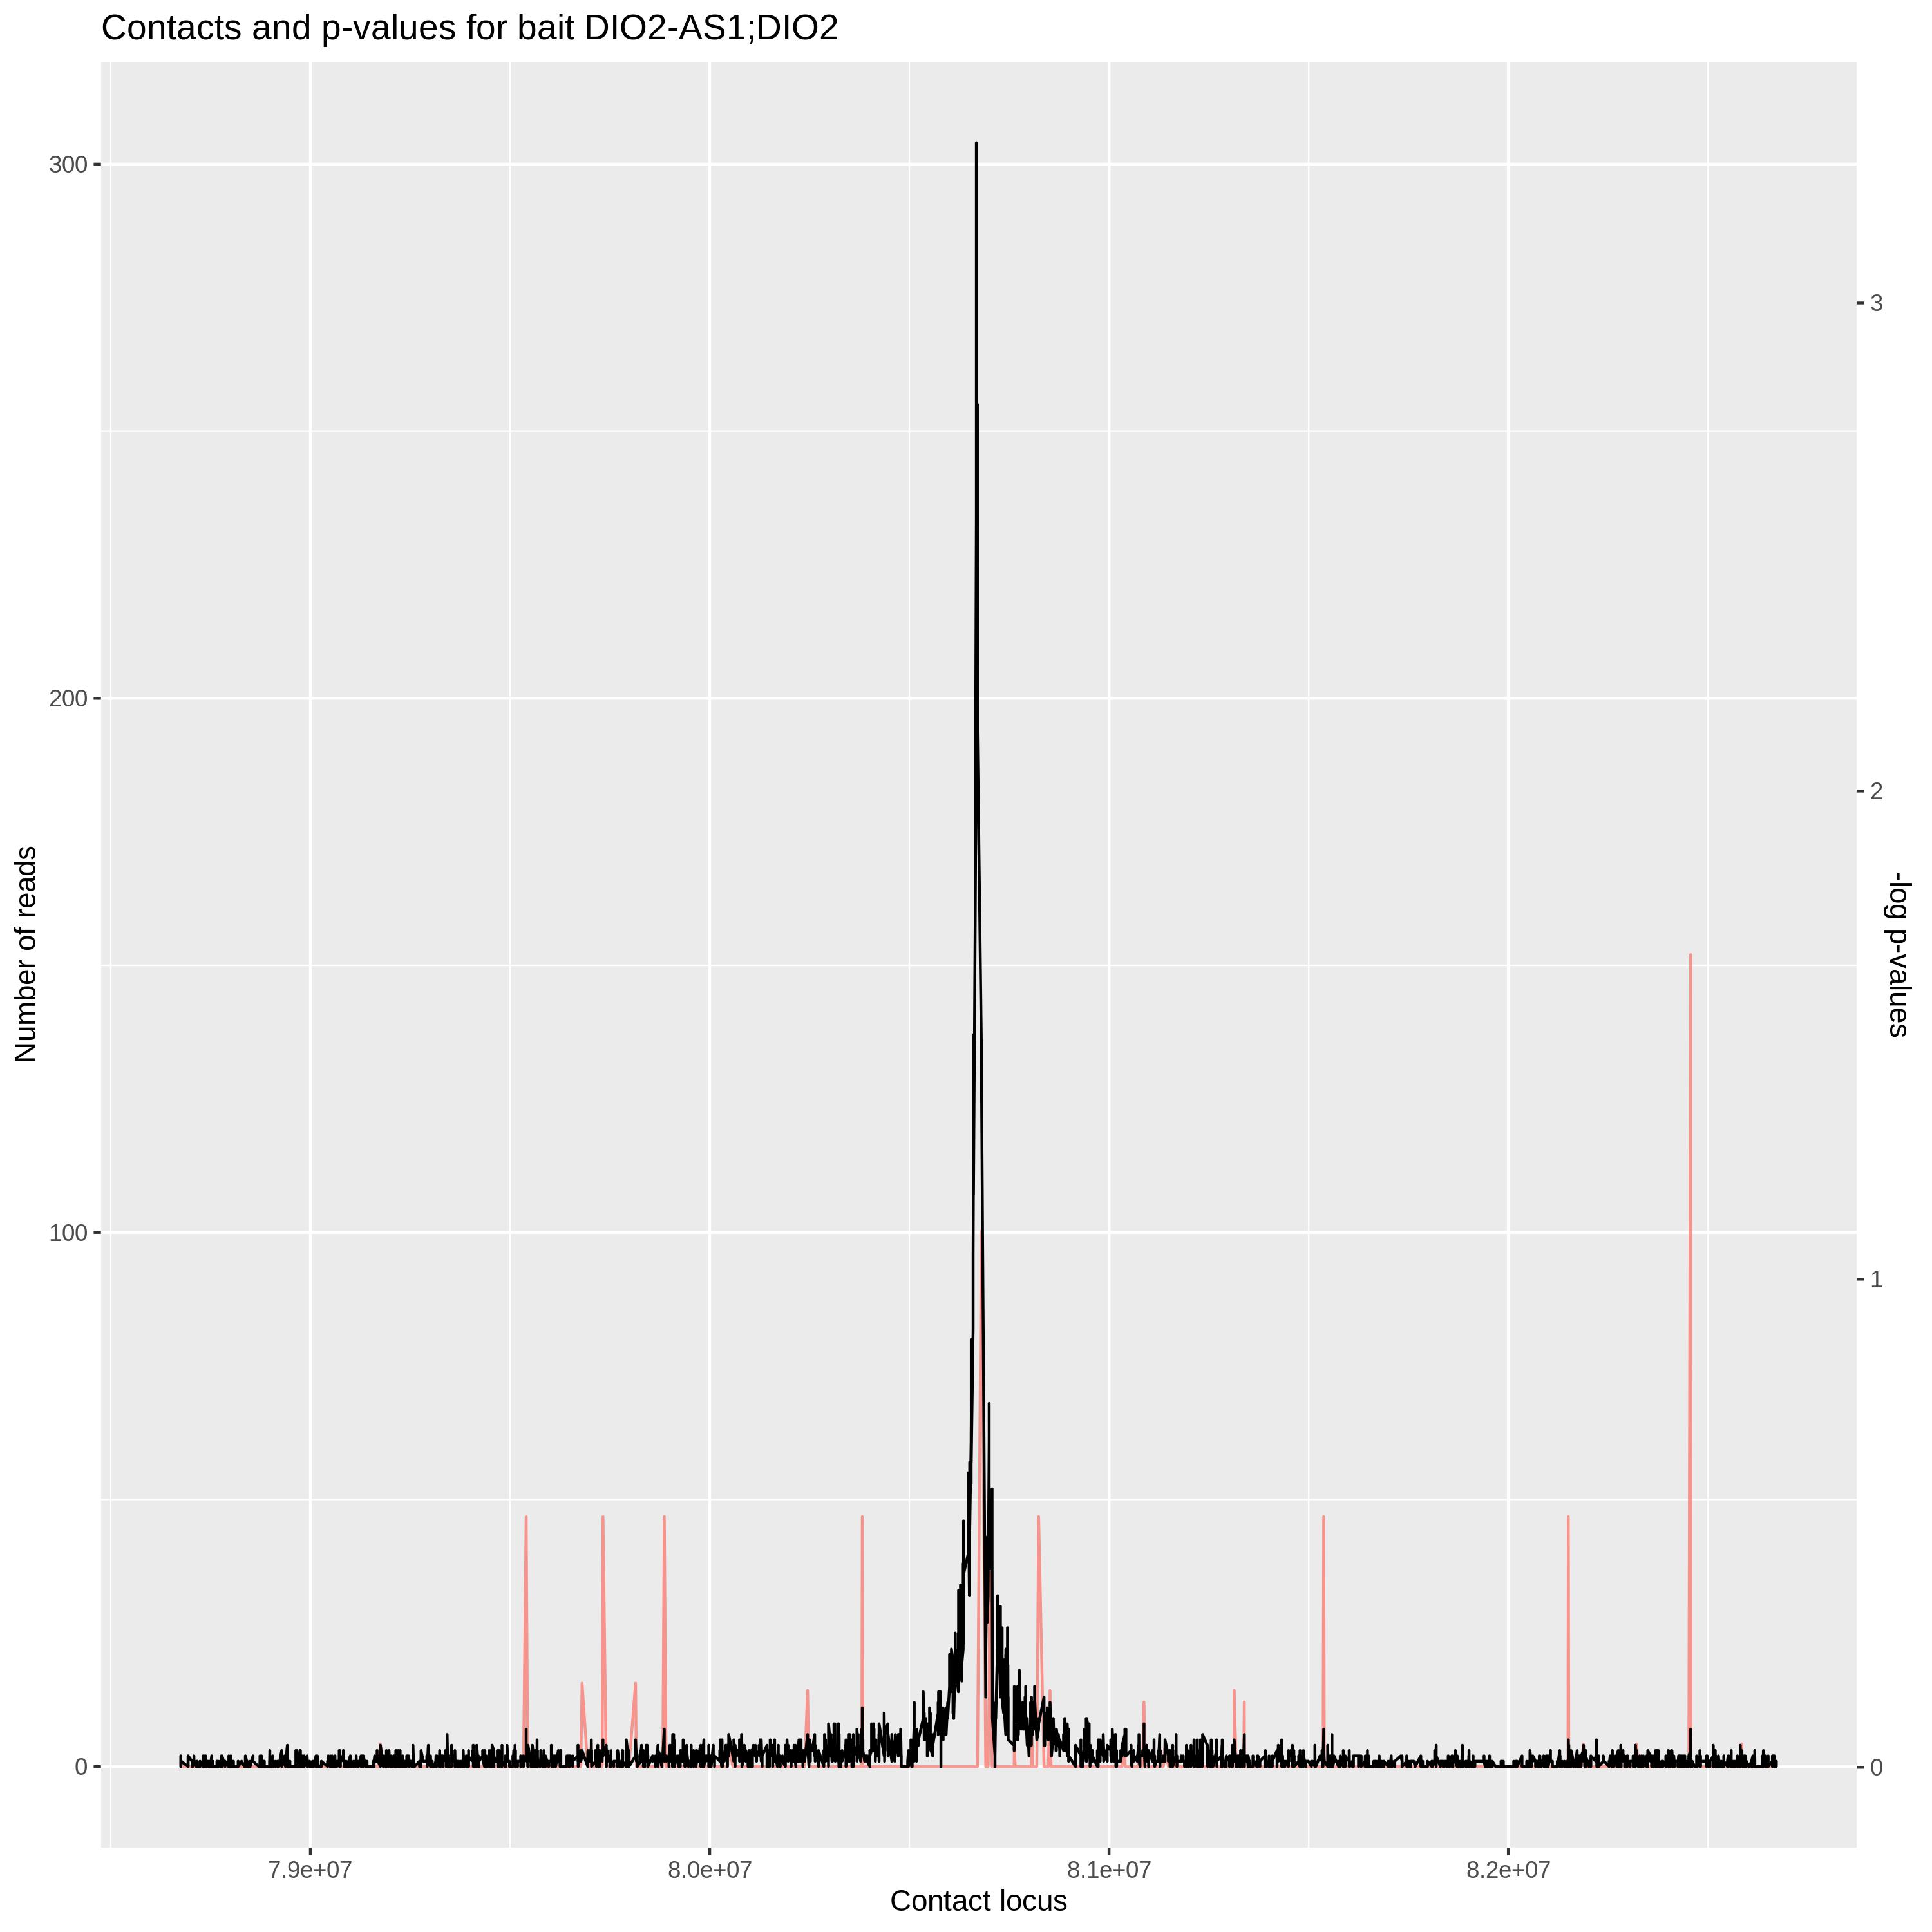 Contacts and p-values for bait DIO2-AS1;DIO2
300
200
100
0
Number of reads
3
2
1
0
-log p-values
7.9e+07
8.0e+07
8.1e+07
8.2e+07
Contact locus